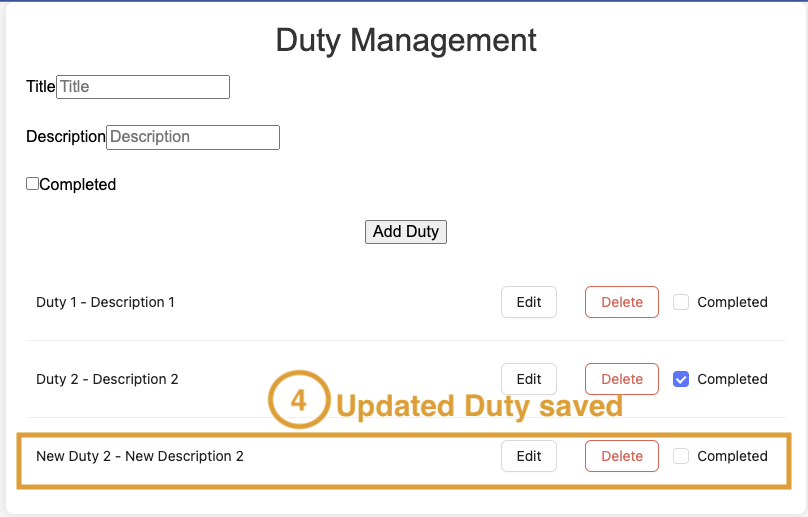 Duty Management
Title Title
Description Description
Completed
Add Duty
Duty 1 - Description 1 Edit Delete Completed
Duty 2 - Description 2 Edit Delete Completed
4 Updated Duty saved
New Duty 2 - New Description 2 Edit Delete Completed